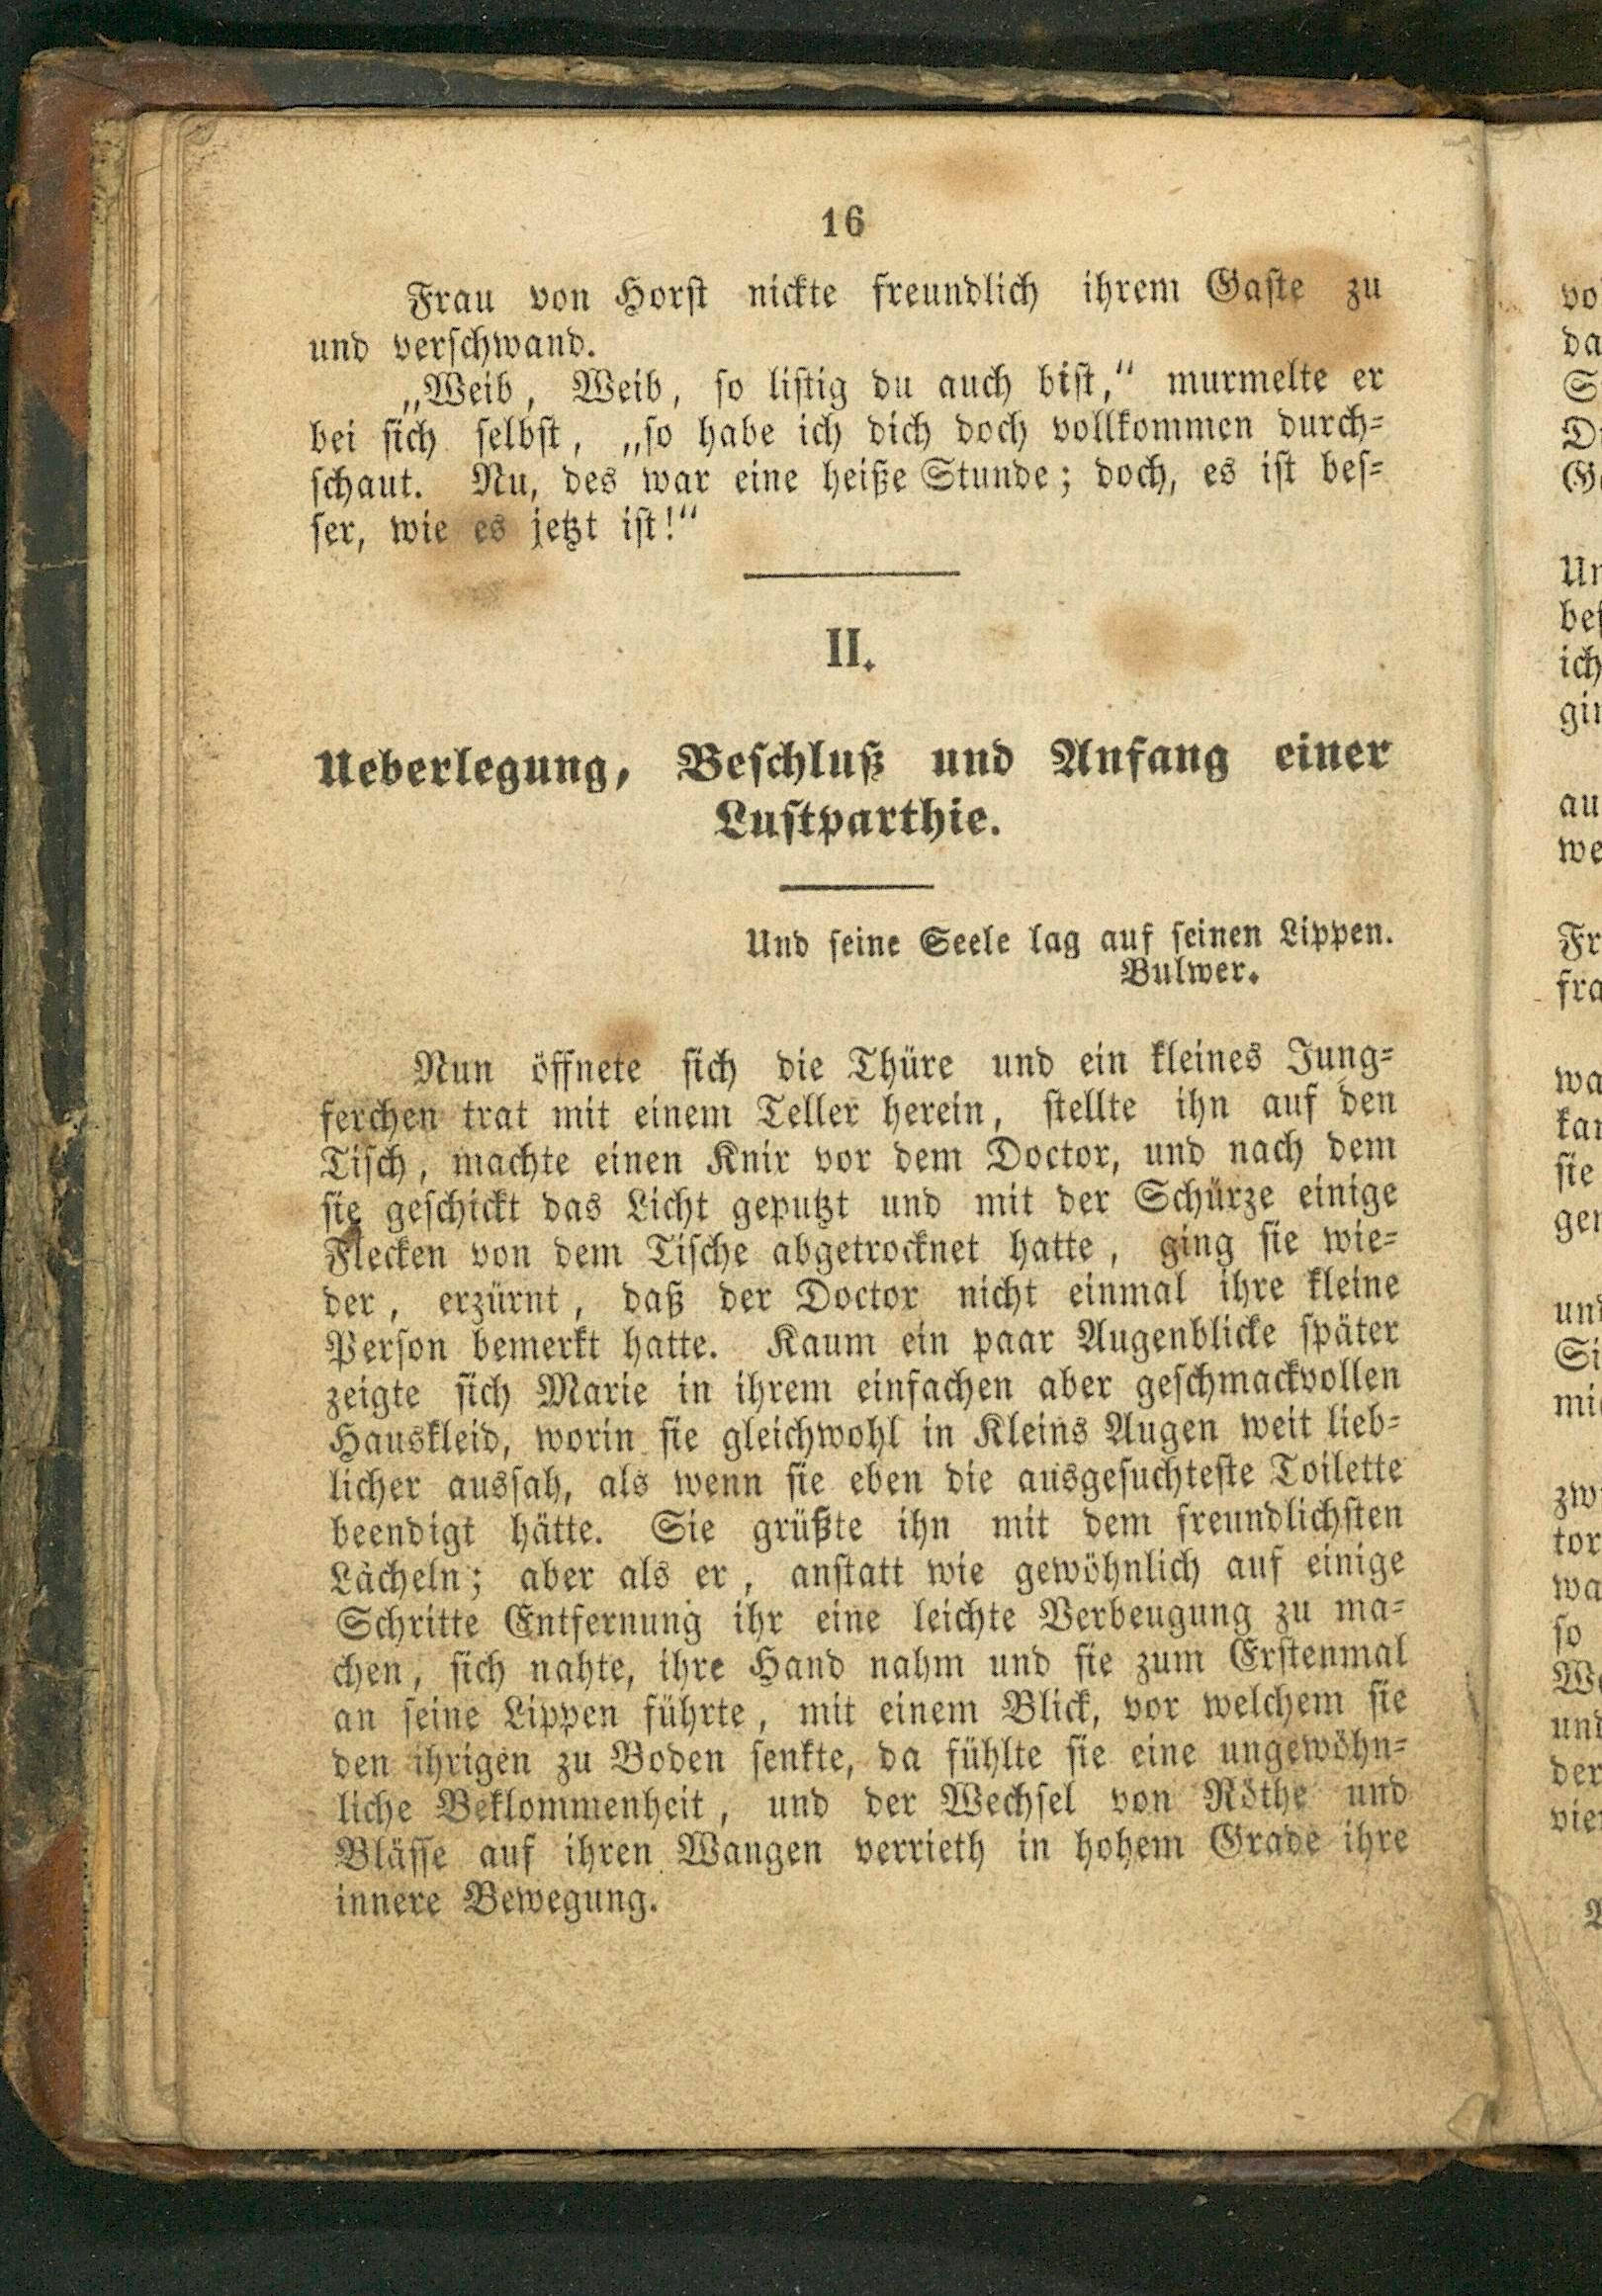 16
Frau von Horst nickte freundlich ihrem Gaste zu
und verschwand.
„Weib, Weib, so listig du auch bist,“ murmelte er
bei sich selbst, „so habe ich dich doch vollkommen durch=
schaut. Nu, des war eine heiße Stunde; doch, es ist bes=
ser, wie es jetzt ist!“
II.
Ueberlegung, Beschluß und Anfang einer
Lustparthie.
Und seine Seele lag auf seinen Lippen.
Bulwer.
Nun öffnete sich die Thüre und ein kleines Jung=
ferchen trat mit einem Teller herein, stellte ihn auf den
Tisch, machte einen Knix vor dem Doctor, und nach dem
sie geschickt das Licht geputzt und mit der Schürze einige
Flecken von dem Tische abgetrocknet hatte, ging sie wie=
der, erzürnt, daß der Doctor nicht einmal ihre kleine
Person bemerkt hatte. Kaum ein paar Augenblicke später
zeigte sich Marie in ihrem einfachen aber geschmackvollen
Hauskleid, worin sie gleichwohl in Kleins Augen weit lieb=
licher aussah, als wenn sie eben die ausgesuchteste Toilette
beendigt hätte. Sie grüßte ihn mit dem freundlichsten
Lächeln; aber als er, anstatt wie gewöhnlich auf einige
Schritte Entfernung ihr eine leichte Verbeugung zu ma=
chen, sich nahte, ihre Hand nahm und sie zum Erstenmal
an seine Lippen führte, mit einem Blick, vor welchem sie
den ihrigen zu Boden senkte, da fühlte sie eine ungewöhn=
liche Beklommenheit, und der Wechsel von Röthe und
Blässe auf ihren Wangen verrieth in hohem Grade ihre
innere Bewegung.